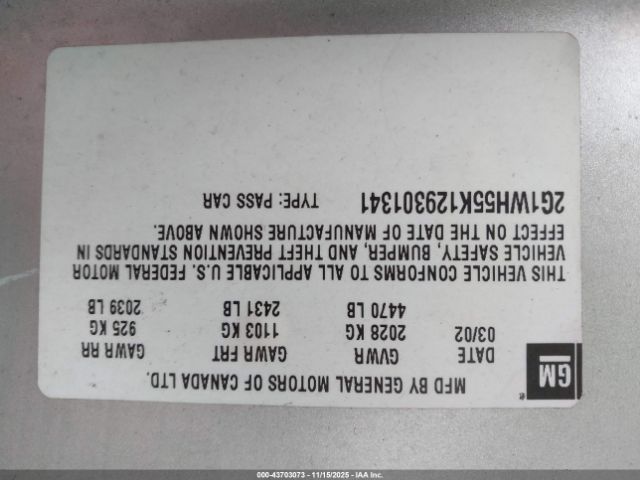 MFD BY GENERAL MOTORS OF CANADA LTD.
GM
DATE GVWR GAWR FRT GAWR RR
03/02 2028 KG 1103 KG 925 KG
4470 LB 2431 LB 2039 LB
THIS VEHICLE CONFORMS TO ALL APPLICABLE U.S. FEDERAL MOTOR
VEHICLE SAFETY, BUMPER, AND THEFT PREVENTION STANDARDS IN
EFFECT ON THE DATE OF MANUFACTURE SHOWN ABOVE.
2G1WH55K129301341 TYPE: PASS CAR
000-43703073 - 11/15/2025 - IAA Inc.